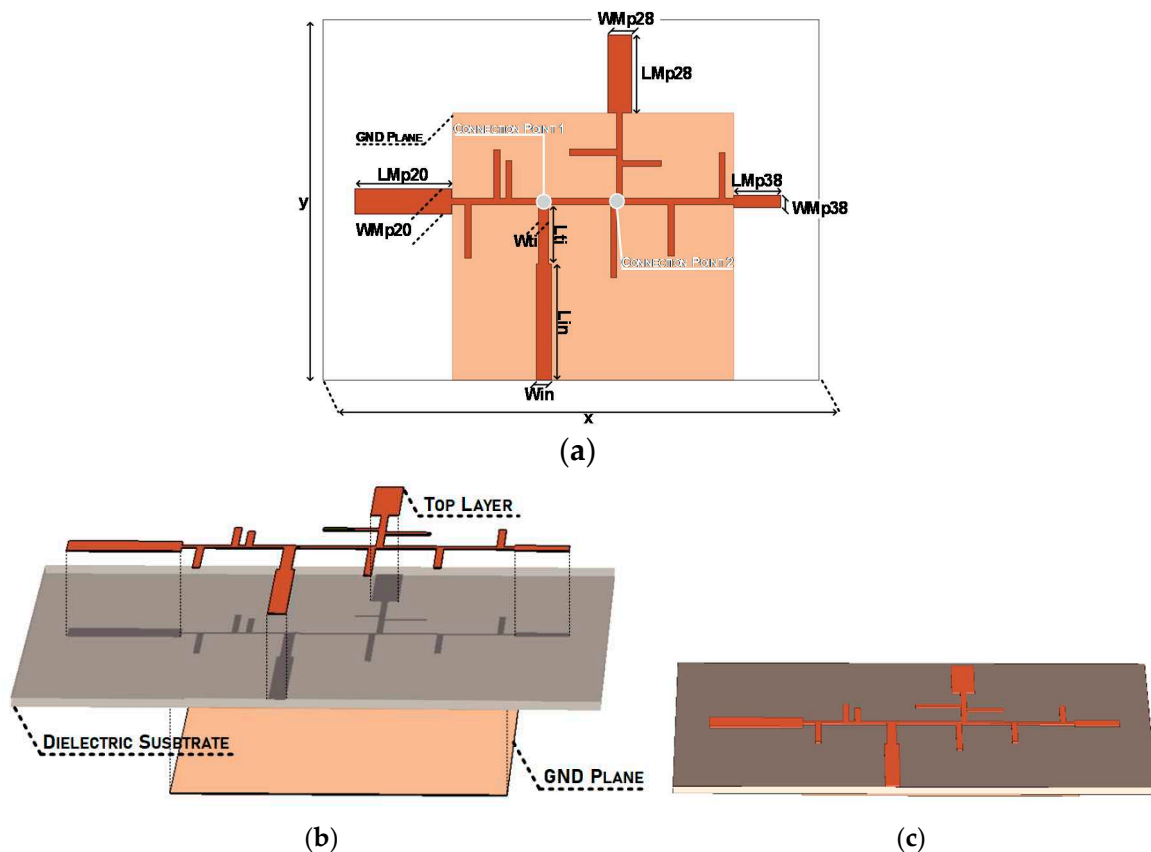 WMp28
LMp28
GND PLANE
CONNECTION POINT 1
LMp20
LMp38
y
WMp20
WMp38
Wti
Lti
CONNECTION POINT 2
Lin
Win
x
(a)
TOP LAYER
DIELECTRIC SUSBTRATE
GND PLANE
(b)
(c)